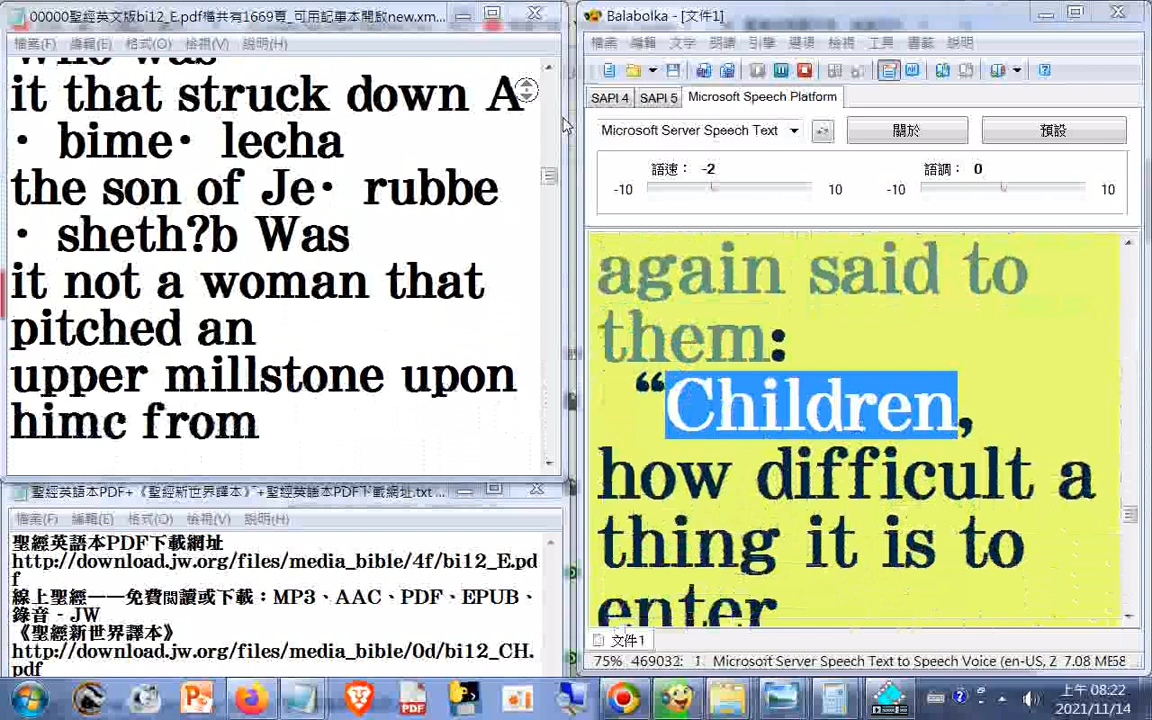 00000聖經英文版bi12_E.pdf檔共有1669頁_可用記事本開啟new.xm...
檔案(F) 編輯(E) 格式(O) 檢視(V) 說明(H)
who was
it that struck down A
· bime· lecha
the son of Je· rubbe
· sheth?b Was
it not a woman that
pitched an
upper millstone upon
himc from
聖經英語本PDF+《聖經新世界譯本》~+聖經英語本PDF下載網址.txt ...
檔案(F) 編輯(E) 格式(O) 檢視(V) 說明(H)
聖經英語本PDF下載網址
http://download.jw.org/files/media_bible/4f/bi12_E.pd
f
線上聖經——免費閱讀或下載：MP3、AAC、PDF、EPUB、
錄音 - JW
《聖經新世界譯本》
http://download.jw.org/files/media_bible/0d/bi12_CH.
pdf
Balabolka - [文件1]
檔案 編輯 文字 朗讀 引擎 選項 檢視 工具 書籤 說明
SAPI 4 SAPI 5 Microsoft Speech Platform
Microsoft Server Speech Text 關於 預設
語速： -2 語調： 0
-10 10 -10 10
again said to
them:
“Children,
how difficult a
thing it is to
enter
文件1
75% 469032: 1 Microsoft Server Speech Text to Speech Voice (en-US, Z 7.08 ME58
上午 08:22
2021/11/14